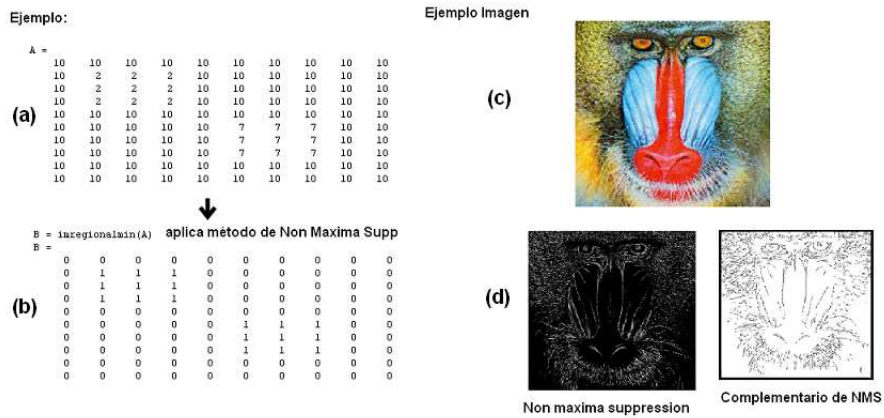 Ejemplo:
A =
10 10 10 10 10 10 10 10 10 10
10 2 2 2 10 10 10 10 10 10
10 2 2 2 10 10 10 10 10 10
10 2 2 2 10 10 10 10 10 10
(a)
10 10 10 10 10 10 10 10 10 10
10 10 10 10 10 7 7 7 10 10
10 10 10 10 10 7 7 7 10 10
10 10 10 10 10 7 7 7 10 10
10 10 10 10 10 10 10 10 10 10
10 10 10 10 10 10 10 10 10 10
B = imregionalmin(A) aplica método de Non Maxima Supp
B =
0 0 0 0 0 0 0 0 0 0
0 1 1 1 0 0 0 0 0 0
0 1 1 1 0 0 0 0 0 0
0 1 1 1 0 0 0 0 0 0
(b)
0 0 0 0 0 0 0 0 0 0
0 0 0 0 0 1 1 1 0 0
0 0 0 0 0 1 1 1 0 0
0 0 0 0 0 1 1 1 0 0
0 0 0 0 0 0 0 0 0 0
0 0 0 0 0 0 0 0 0 0
Ejemplo Imagen
(c)
(d)
Non maxima suppression
Complementario de NMS